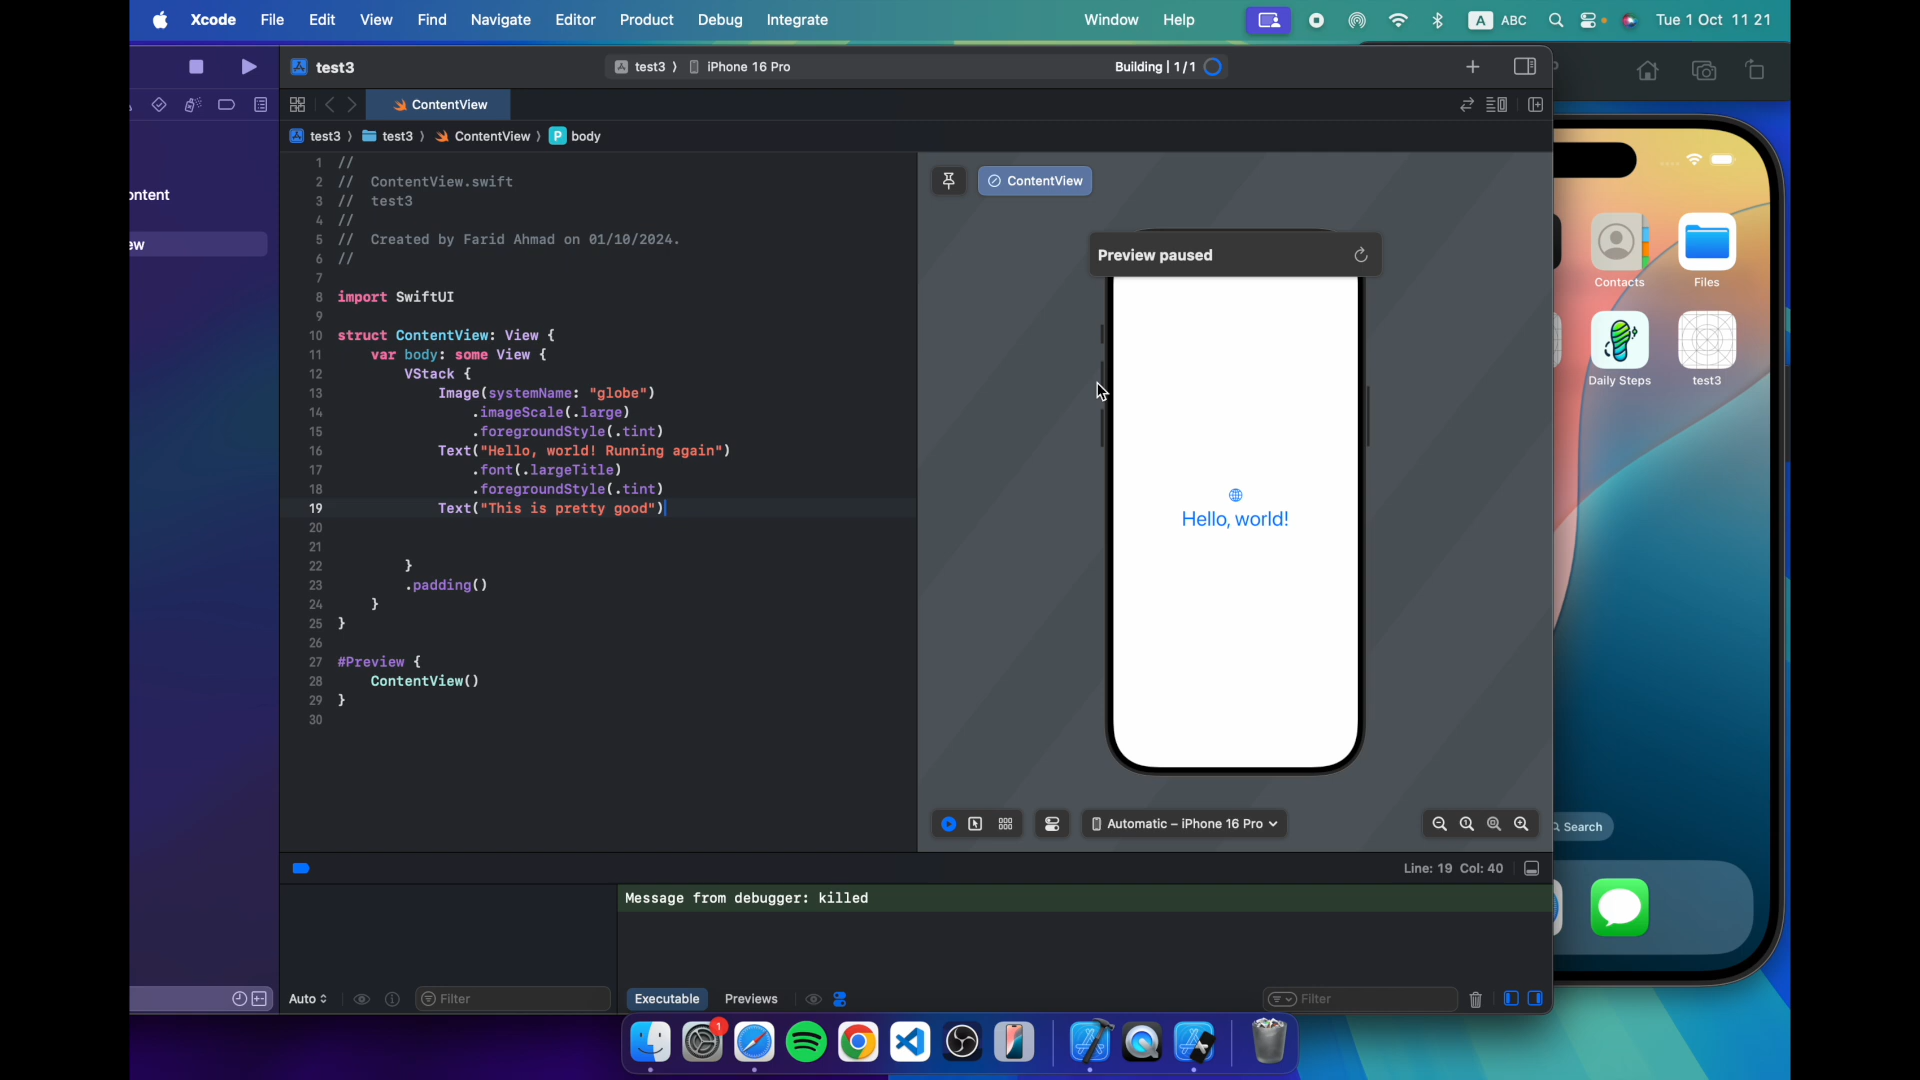 Xcode File Edit View Find Navigate Editor Product Debug Integrate Window Help A ABC Tue 1 Oct 11 21
test3
test3 iPhone 16 Pro
Building | 1/1
ContentView
test3 test3 ContentView P body
1 //
2 // ContentView.swift
3 // test3
4 //
5 // Created by Farid Ahmad on 01/10/2024.
6 //
7
8 import SwiftUI
9
10 struct ContentView: View {
11 var body: some View {
12 VStack {
13 Image(systemName: "globe")
14 .imageScale(.large)
15 .foregroundStyle(.tint)
16 Text("Hello, world! Running again")
17 .font(.largeTitle)
18 .foregroundStyle(.tint)
19 Text("This is pretty good")
20
21
22 }
23 .padding()
24 }
25 }
26
27 #Preview {
28 ContentView()
29 }
30
ontent
ew
ContentView
Preview paused
Hello, world!
Automatic – iPhone 16 Pro
Line: 19 Col: 40
Message from debugger: killed
Auto
Filter
Executable
Previews
Filter
Contacts
Files
Daily Steps
test3
Search
1